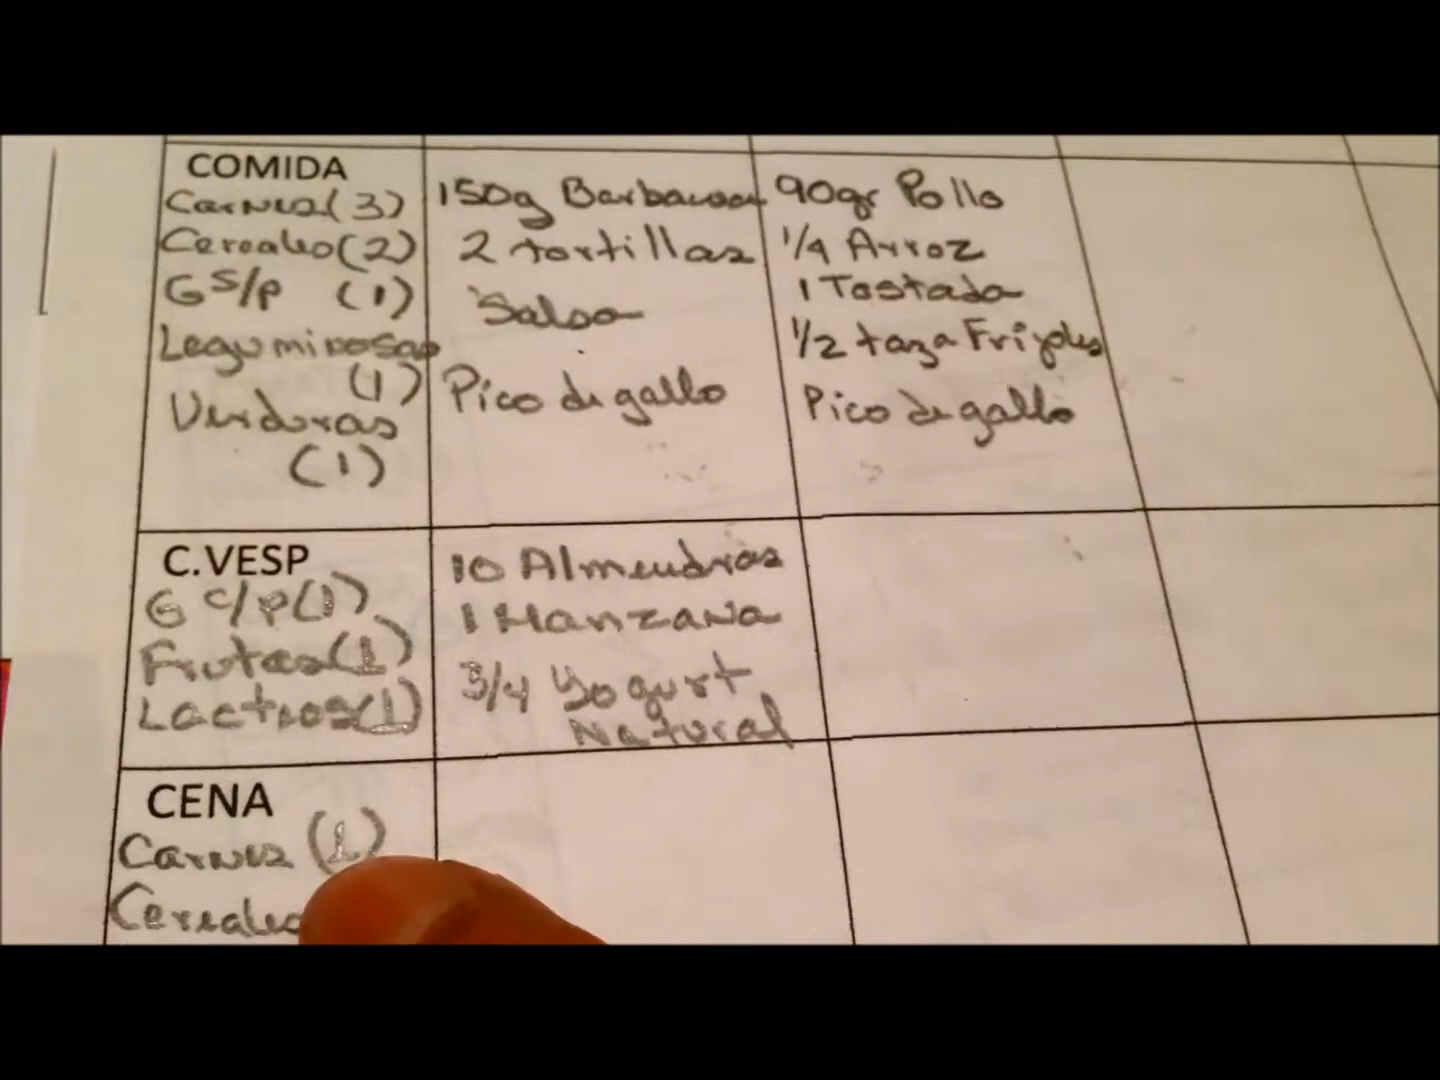 COMIDA
Carnes (3)
Cereales (2)
G S/P (1)
Leguminosas
(1)
Verduras
(1)
150g Barbacoa
2 tortillas
Salsa
Pico de gallo
90gr Pollo
1/4 Arroz
1 Tostada
1/2 taza Frijoles
Pico de gallo
C.VESP
G C/P (1)
Frutas (1)
Lacteos (1)
10 Almendras
1 Manzana
3/4 Yogurt
Natural
CENA
Carnes (1)
Cereales